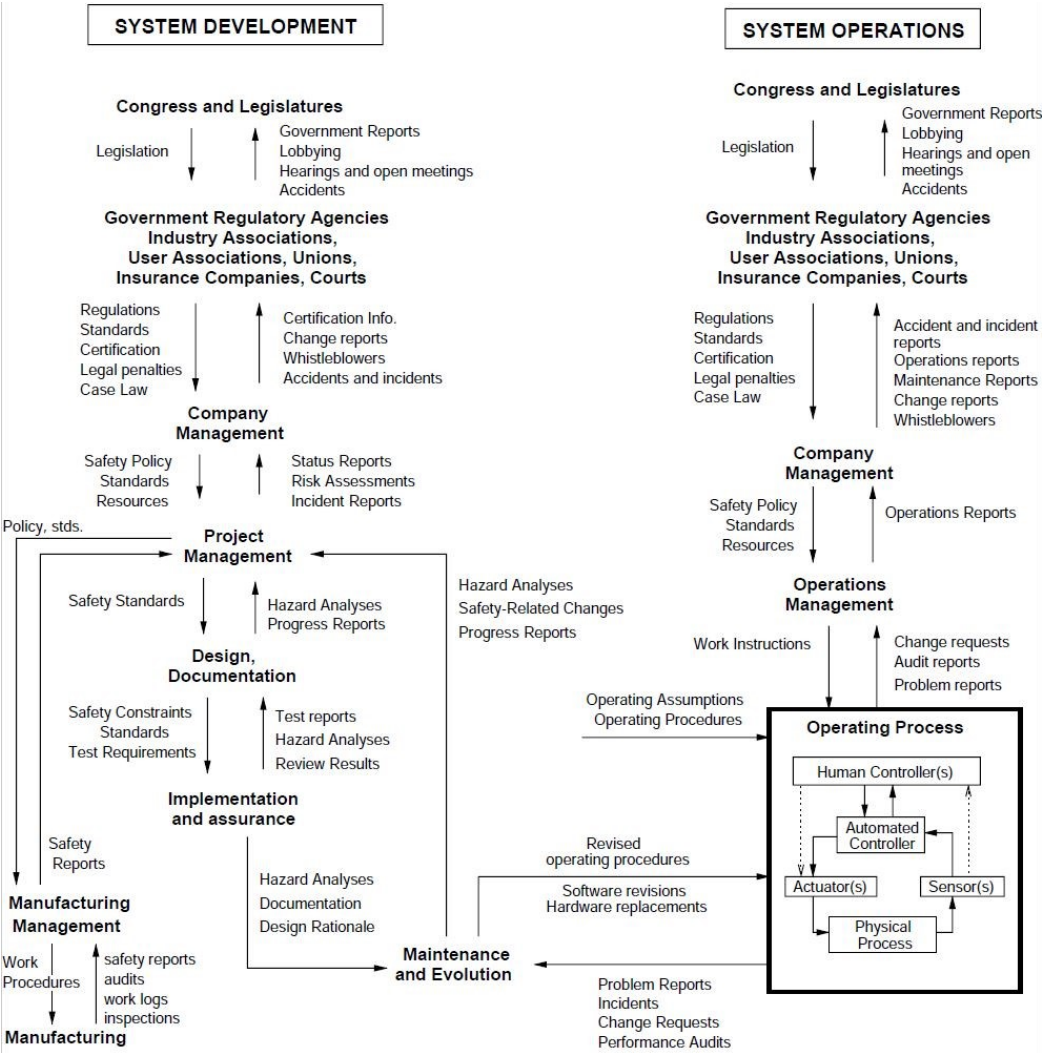 SYSTEM DEVELOPMENT
Congress and Legislatures
Legislation
Government Reports
Lobbying
Hearings and open meetings
Accidents
Government Regulatory Agencies
Industry Associations,
User Associations, Unions,
Insurance Companies, Courts
Regulations
Standards
Certification
Legal penalties
Case Law
Certification Info.
Change reports
Whistleblowers
Accidents and incidents
Company
Management
Safety Policy
Standards
Resources
Status Reports
Risk Assessments
Incident Reports
Policy, stds.
Project
Management
Safety Standards
Hazard Analyses
Progress Reports
Hazard Analyses
Safety-Related Changes
Progress Reports
Design,
Documentation
Safety Constraints
Standards
Test Requirements
Test reports
Hazard Analyses
Review Results
Implementation
and assurance
Safety
Reports
Hazard Analyses
Documentation
Design Rationale
Manufacturing
Management
Work
Procedures
safety reports
audits
work logs
inspections
Manufacturing
Maintenance
and Evolution
SYSTEM OPERATIONS
Congress and Legislatures
Legislation
Government Reports
Lobbying
Hearings and open
meetings
Accidents
Government Regulatory Agencies
Industry Associations,
User Associations, Unions,
Insurance Companies, Courts
Regulations
Standards
Certification
Legal penalties
Case Law
Accident and incident
reports
Operations reports
Maintenance Reports
Change reports
Whistleblowers
Company
Management
Safety Policy
Standards
Resources
Operations Reports
Operations
Management
Work Instructions
Change requests
Audit reports
Problem reports
Operating Assumptions
Operating Procedures
Operating Process
Human Controller(s)
Automated
Controller
Actuator(s)
Sensor(s)
Physical
Process
Revised
operating procedures
Software revisions
Hardware replacements
Problem Reports
Incidents
Change Requests
Performance Audits